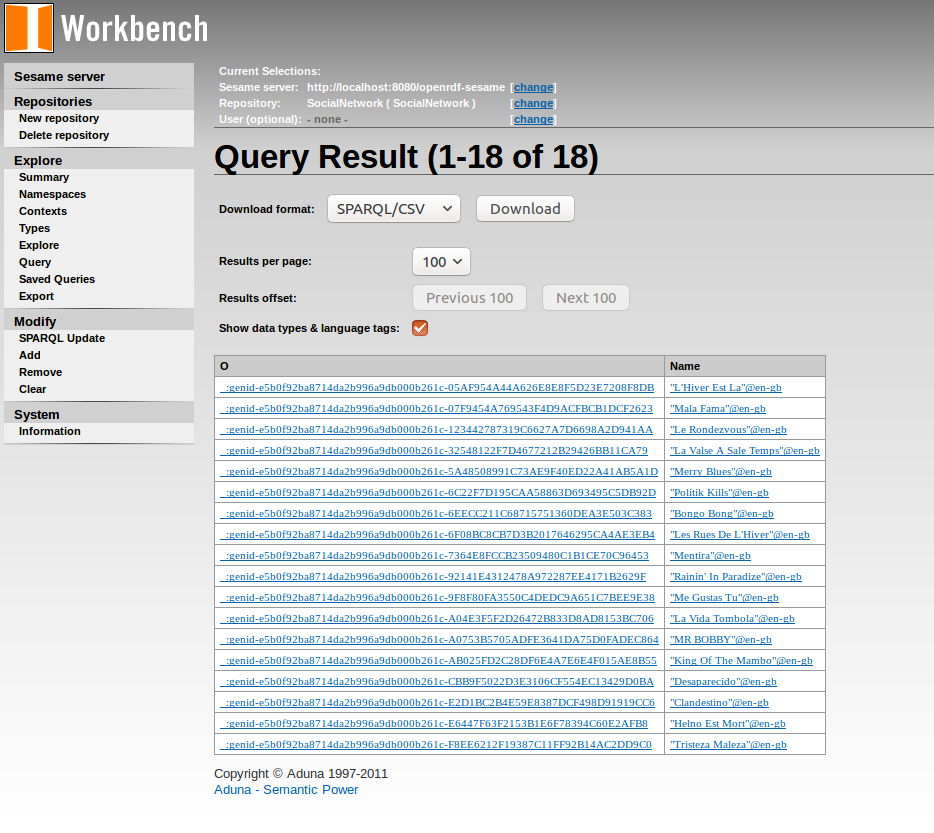 Workbench
Sesame server
Repositories
New repository
Delete repository
Explore
Summary
Namespaces
Contexts
Types
Explore
Query
Saved Queries
Export
Modify
SPARQL Update
Add
Remove
Clear
System
Information
Current Selections:
Sesame server: http://localhost:8080/openrdf-sesame [change]
Repository: SocialNetwork ( SocialNetwork ) [change]
User (optional): - none - [change]
Query Result (1-18 of 18)
Download format: SPARQL/CSV Download
Results per page: 100
Results offset: Previous 100 Next 100
Show data types & language tags:
O Name
_:genid-e5b0f92ba8714da2b996a9db000b261c-05AF954A44A626E8E8F5D23E7208F8DB "L'Hiver Est La"@en-gb
_:genid-e5b0f92ba8714da2b996a9db000b261c-07F9454A769543F4D9ACFBCB1DCF2623 "Mala Fama"@en-gb
_:genid-e5b0f92ba8714da2b996a9db000b261c-123442787319C6627A7D6698A2D941AA "Le Rondezvous"@en-gb
_:genid-e5b0f92ba8714da2b996a9db000b261c-32548122F7D4677212B29426BB11CA79 "La Valse A Sale Temps"@en-gb
_:genid-e5b0f92ba8714da2b996a9db000b261c-5A48508991C73AE9F40ED22A41AB5A1D "Merry Blues"@en-gb
_:genid-e5b0f92ba8714da2b996a9db000b261c-6C22F7D195CAA58863D693495C5DB92D "Politik Kills"@en-gb
_:genid-e5b0f92ba8714da2b996a9db000b261c-6EECC211C68715751360DEA3E503C383 "Bongo Bong"@en-gb
_:genid-e5b0f92ba8714da2b996a9db000b261c-6F08BC8CB7D3B2017646295CA4AE3EB4 "Les Rues De L'Hiver"@en-gb
_:genid-e5b0f92ba8714da2b996a9db000b261c-7364E8FCCB23509480C1B1CE70C96453 "Mentira"@en-gb
_:genid-e5b0f92ba8714da2b996a9db000b261c-92141E4312478A972287EE4171B2629F "Rainin' In Paradize"@en-gb
_:genid-e5b0f92ba8714da2b996a9db000b261c-9F8F80FA3550C4DEDC9A651C7BEE9E38 "Me Gustas Tu"@en-gb
_:genid-e5b0f92ba8714da2b996a9db000b261c-A04E3F5F2D26472B833D8AD8153BC706 "La Vida Tombola"@en-gb
_:genid-e5b0f92ba8714da2b996a9db000b261c-A0753B5705ADFE3641DA75D0FADEC864 "MR BOBBY"@en-gb
_:genid-e5b0f92ba8714da2b996a9db000b261c-AB025FD2C28DF6E4A7E6E4F015AE8B55 "King Of The Mambo"@en-gb
_:genid-e5b0f92ba8714da2b996a9db000b261c-CBB9F5022D3E3106CF554EC13429D0BA "Desaparecido"@en-gb
_:genid-e5b0f92ba8714da2b996a9db000b261c-E2D1BC2B4E59E8387DCF498D91919CC6 "Clandestino"@en-gb
_:genid-e5b0f92ba8714da2b996a9db000b261c-E6447F63F2153B1E6F78394C60E2AFB8 "Helno Est Mort"@en-gb
_:genid-e5b0f92ba8714da2b996a9db000b261c-F8EE6212F19387C11FF92B14AC2DD9C0 "Tristeza Maleza"@en-gb
Copyright © Aduna 1997-2011
Aduna - Semantic Power